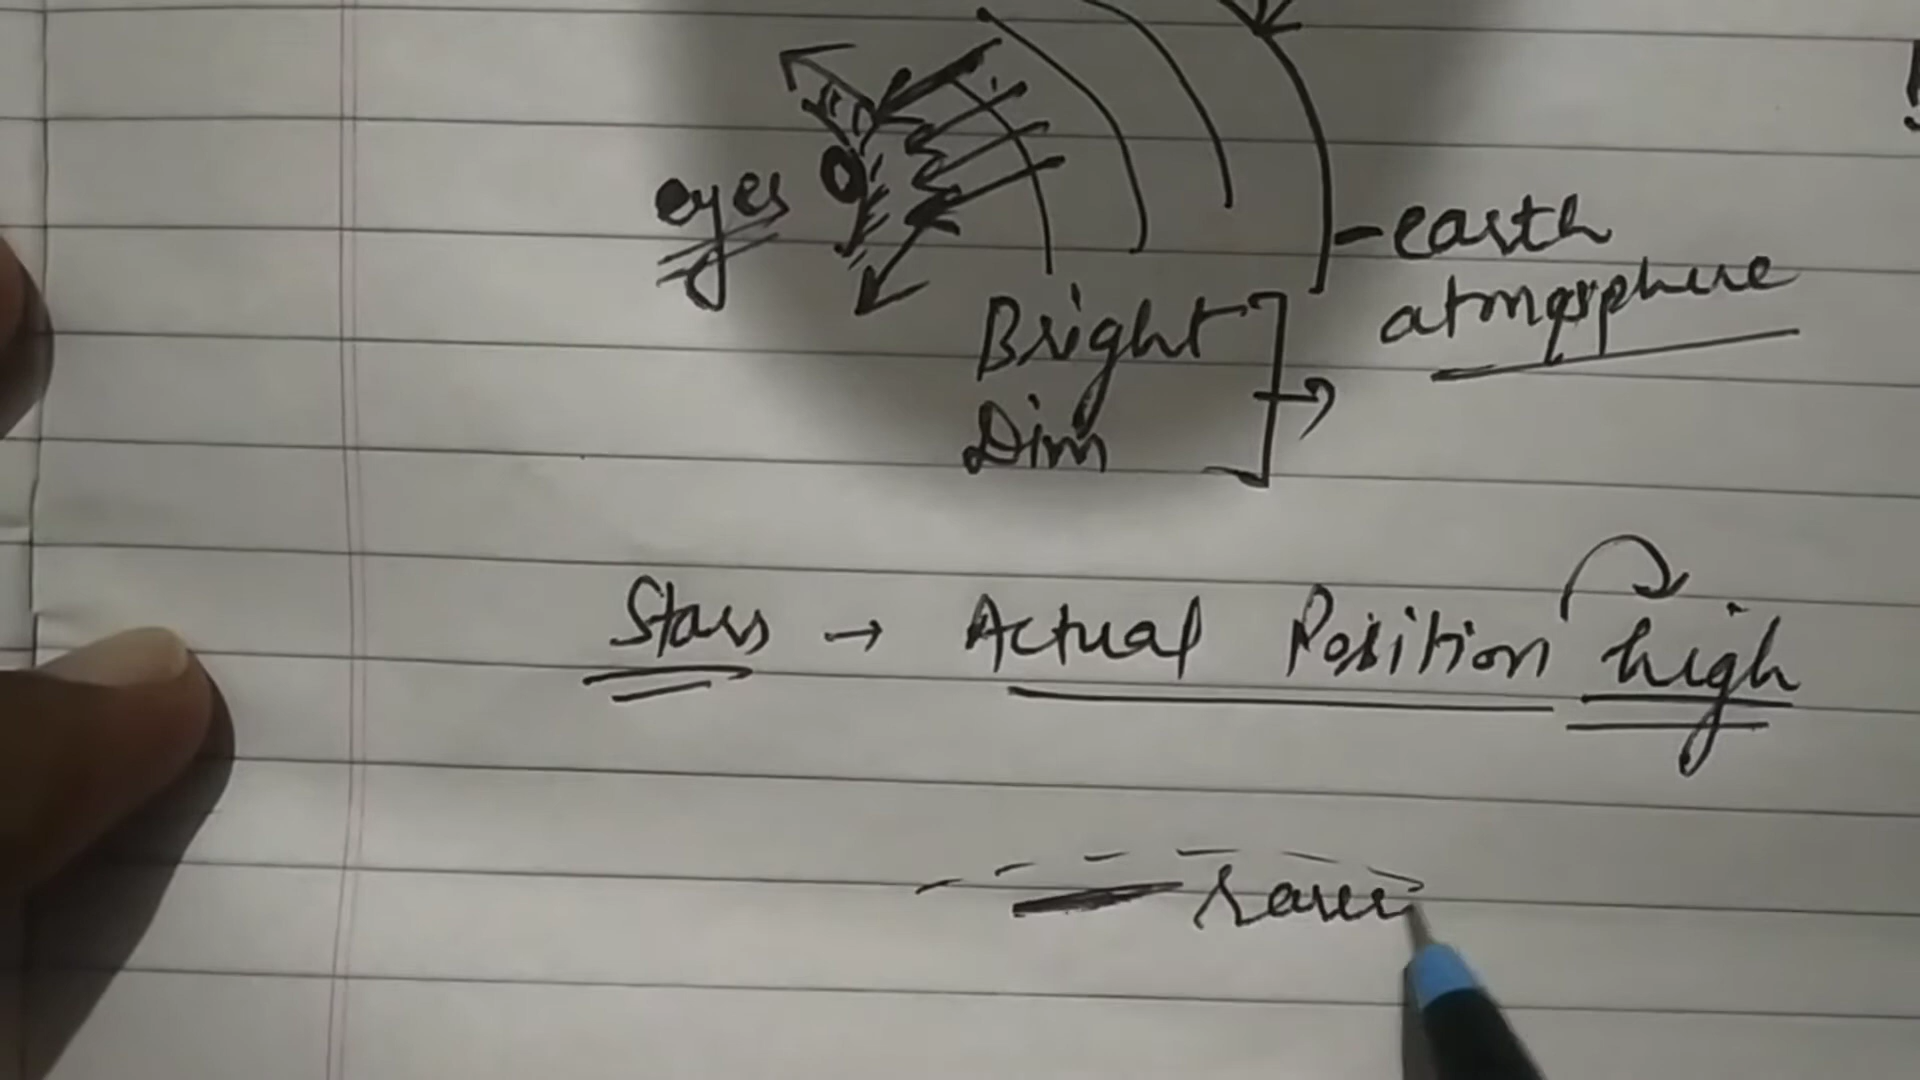 eyes
-earth
atmosphere
Bright
Dim
Stars → Actual Position high